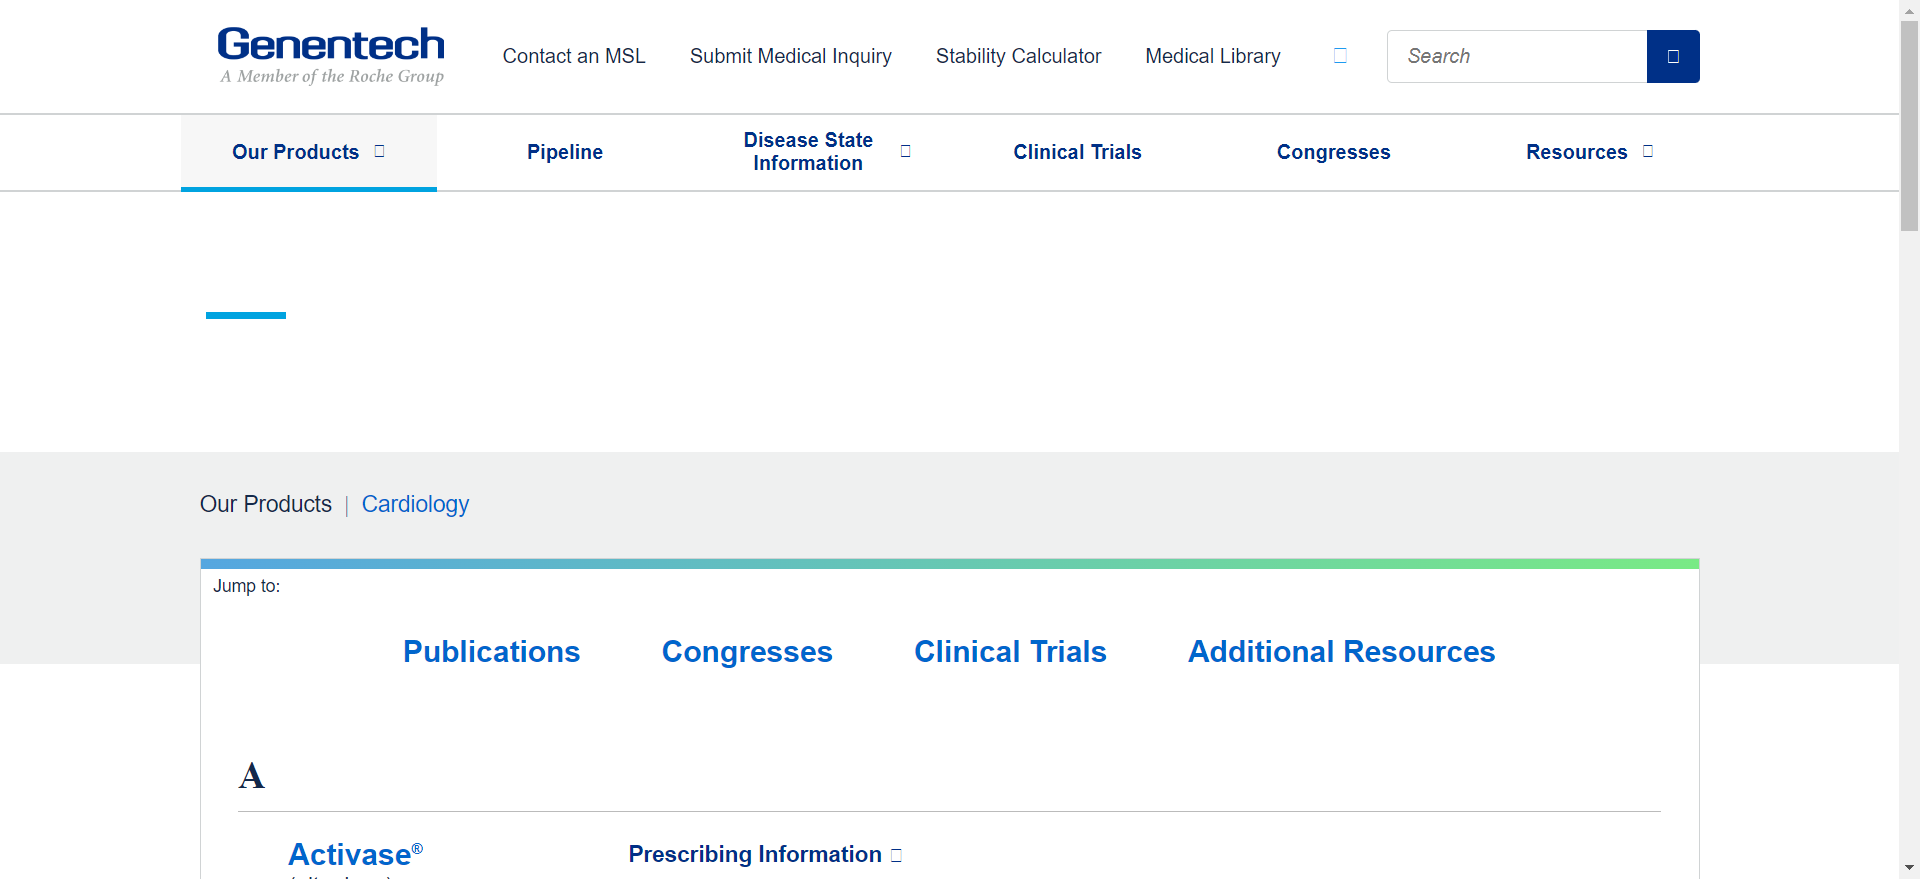 Genentech
A Member of the Roche Group
Contact an MSL
Submit Medical Inquiry
Stability Calculator
Medical Library
Search
Our Products
Pipeline
Disease State
Information
Clinical Trials
Congresses
Resources
Our Products | Cardiology
Jump to:
Publications
Congresses
Clinical Trials
Additional Resources
A
Activase®
Prescribing Information